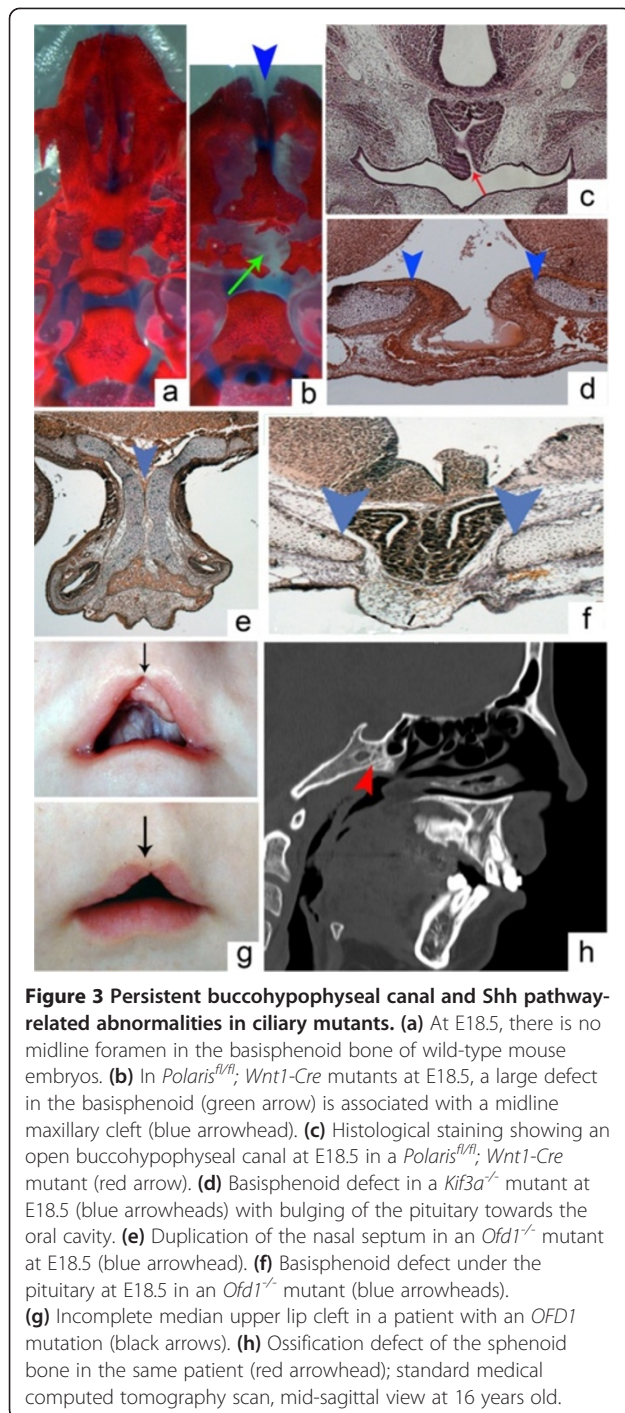 a
b
c
d
e
f
g
h
Figure 3 Persistent buccohypophyseal canal and Shh pathway-
related abnormalities in ciliary mutants. (a) At E18.5, there is no
midline foramen in the basisphenoid bone of wild-type mouse
embryos. (b) In Polaris^fl/fl; Wnt1-Cre mutants at E18.5, a large defect
in the basisphenoid (green arrow) is associated with a midline
maxillary cleft (blue arrowhead). (c) Histological staining showing an
open buccohypophyseal canal at E18.5 in a Polaris^fl/fl; Wnt1-Cre
mutant (red arrow). (d) Basisphenoid defect in a Kif3a^-/- mutant at
E18.5 (blue arrowheads) with bulging of the pituitary towards the
oral cavity. (e) Duplication of the nasal septum in an Ofd1^-/- mutant
at E18.5 (blue arrowhead). (f) Basisphenoid defect under the
pituitary at E18.5 in an Ofd1^-/- mutant (blue arrowheads).
(g) Incomplete median upper lip cleft in a patient with an OFD1
mutation (black arrows). (h) Ossification defect of the sphenoid
bone in the same patient (red arrowhead); standard medical
computed tomography scan, mid-sagittal view at 16 years old.